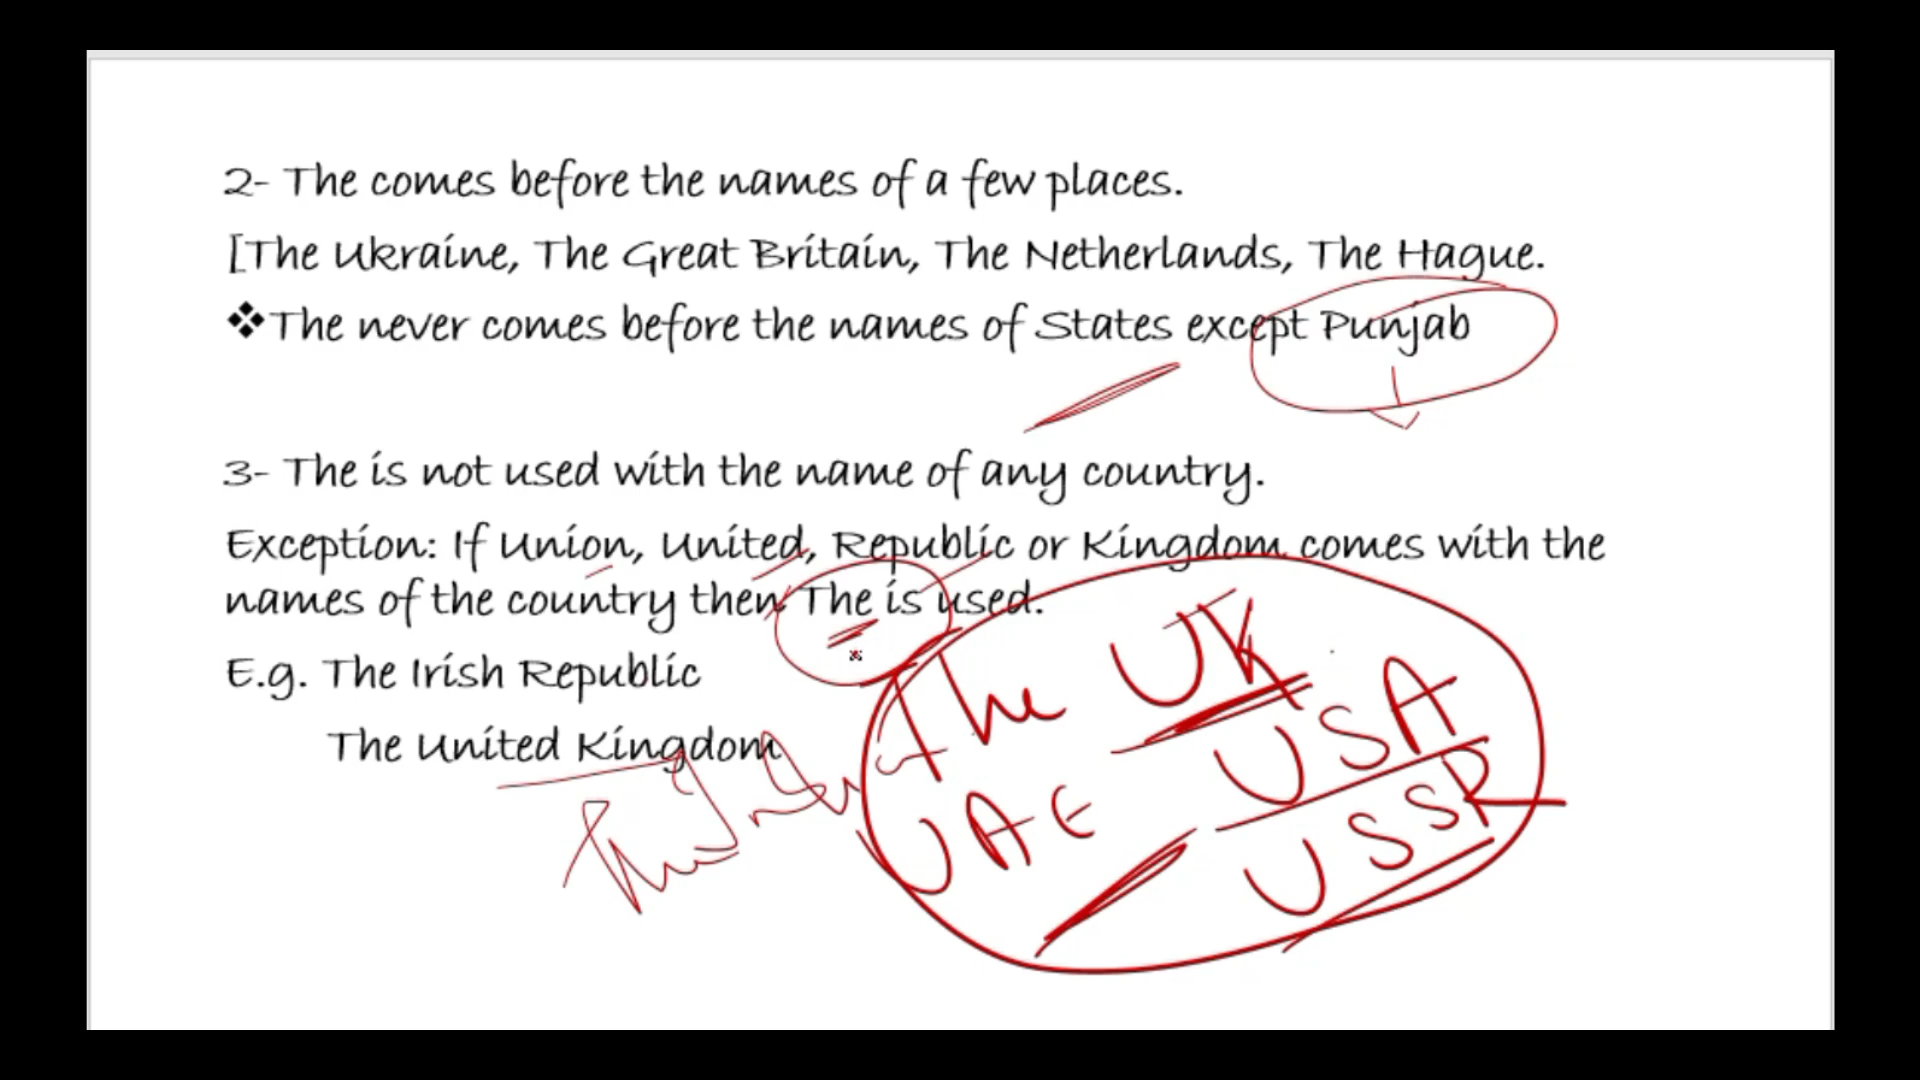 2- The comes before the names of a few places.
[The Ukraine, The Great Britain, The Netherlands, The Hague.
❖The never comes before the names of States except Punjab
3- The is not used with the name of any country.
Exception: If Union, United, Republic or Kingdom comes with the
names of the country then The is used.
E.g. The Irish Republic
The United Kingdom
The UK
USA
UAE
USSR